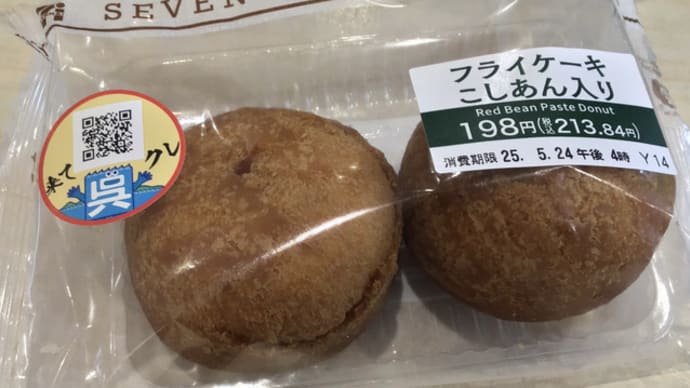 SEVEN
フライケーキ
こしあん入り
Red Bean Paste Donut
198円(税込213.84円)
消費期限 25. 5.24午後 4時 Y14
来て
クレ
呉